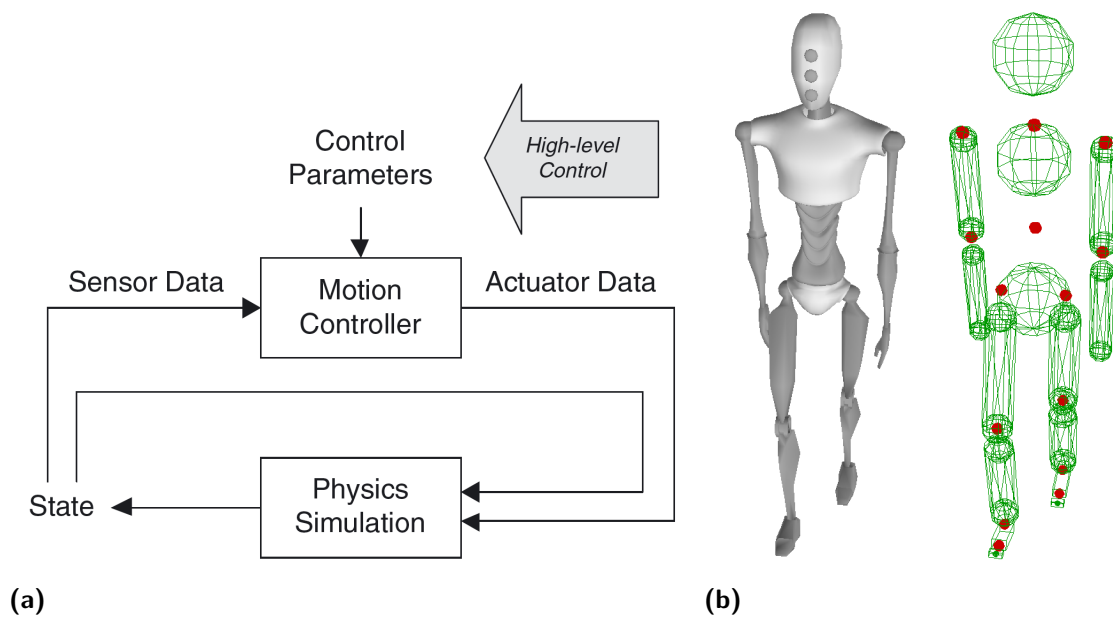 High-level
Control
Control
Parameters
Sensor Data
Motion
Controller
Actuator Data
State
Physics
Simulation
(a)
(b)